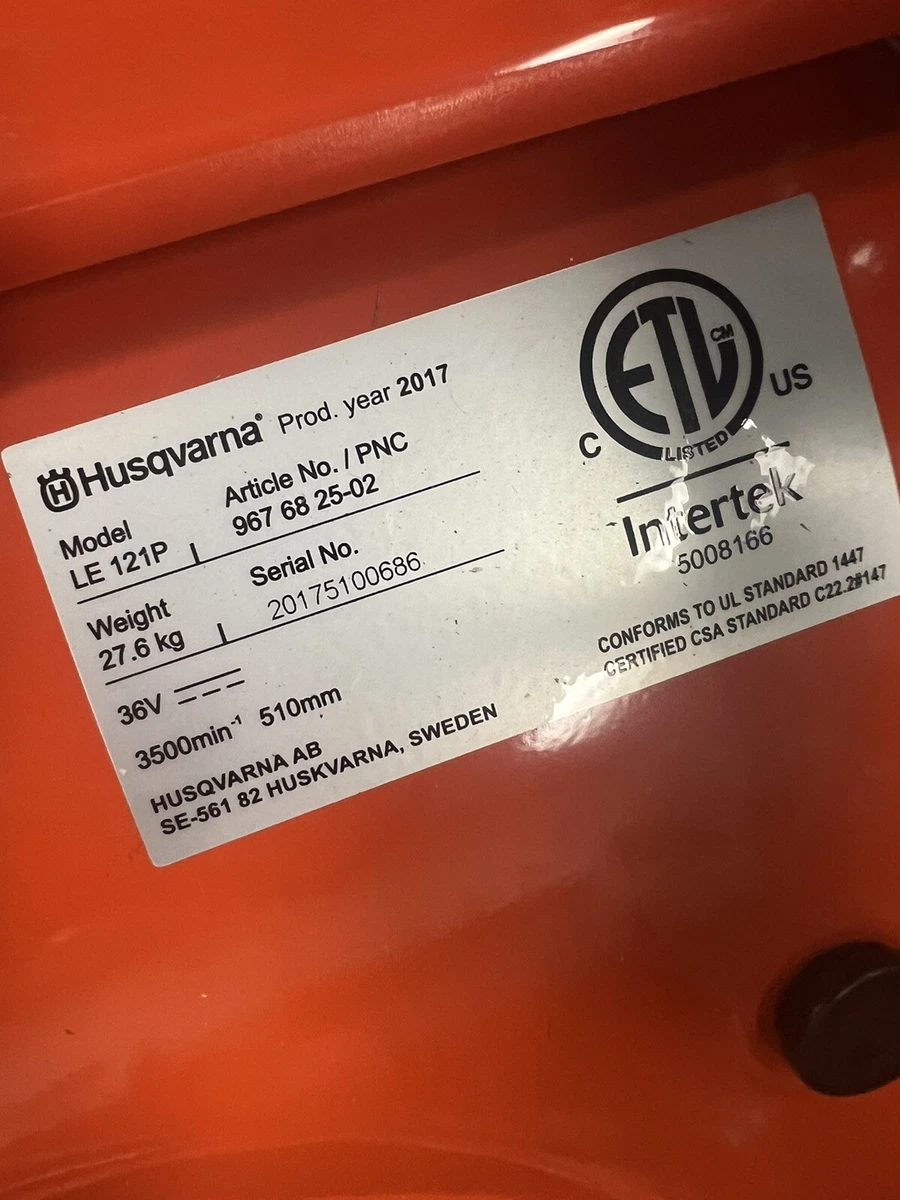 Husqvarna® Prod. year 2017
Model Article No. / PNC
LE 121P 967 68 25-02
Weight Serial No.
27.6 kg 20175100686
36V
3500min⁻¹ 510mm
HUSQVARNA AB
SE-561 82 HUSKVARNA, SWEDEN
ETL CM
C LISTED US
Intertek
5008166
CONFORMS TO UL STANDARD 1447
CERTIFIED CSA STANDARD C22.2#147